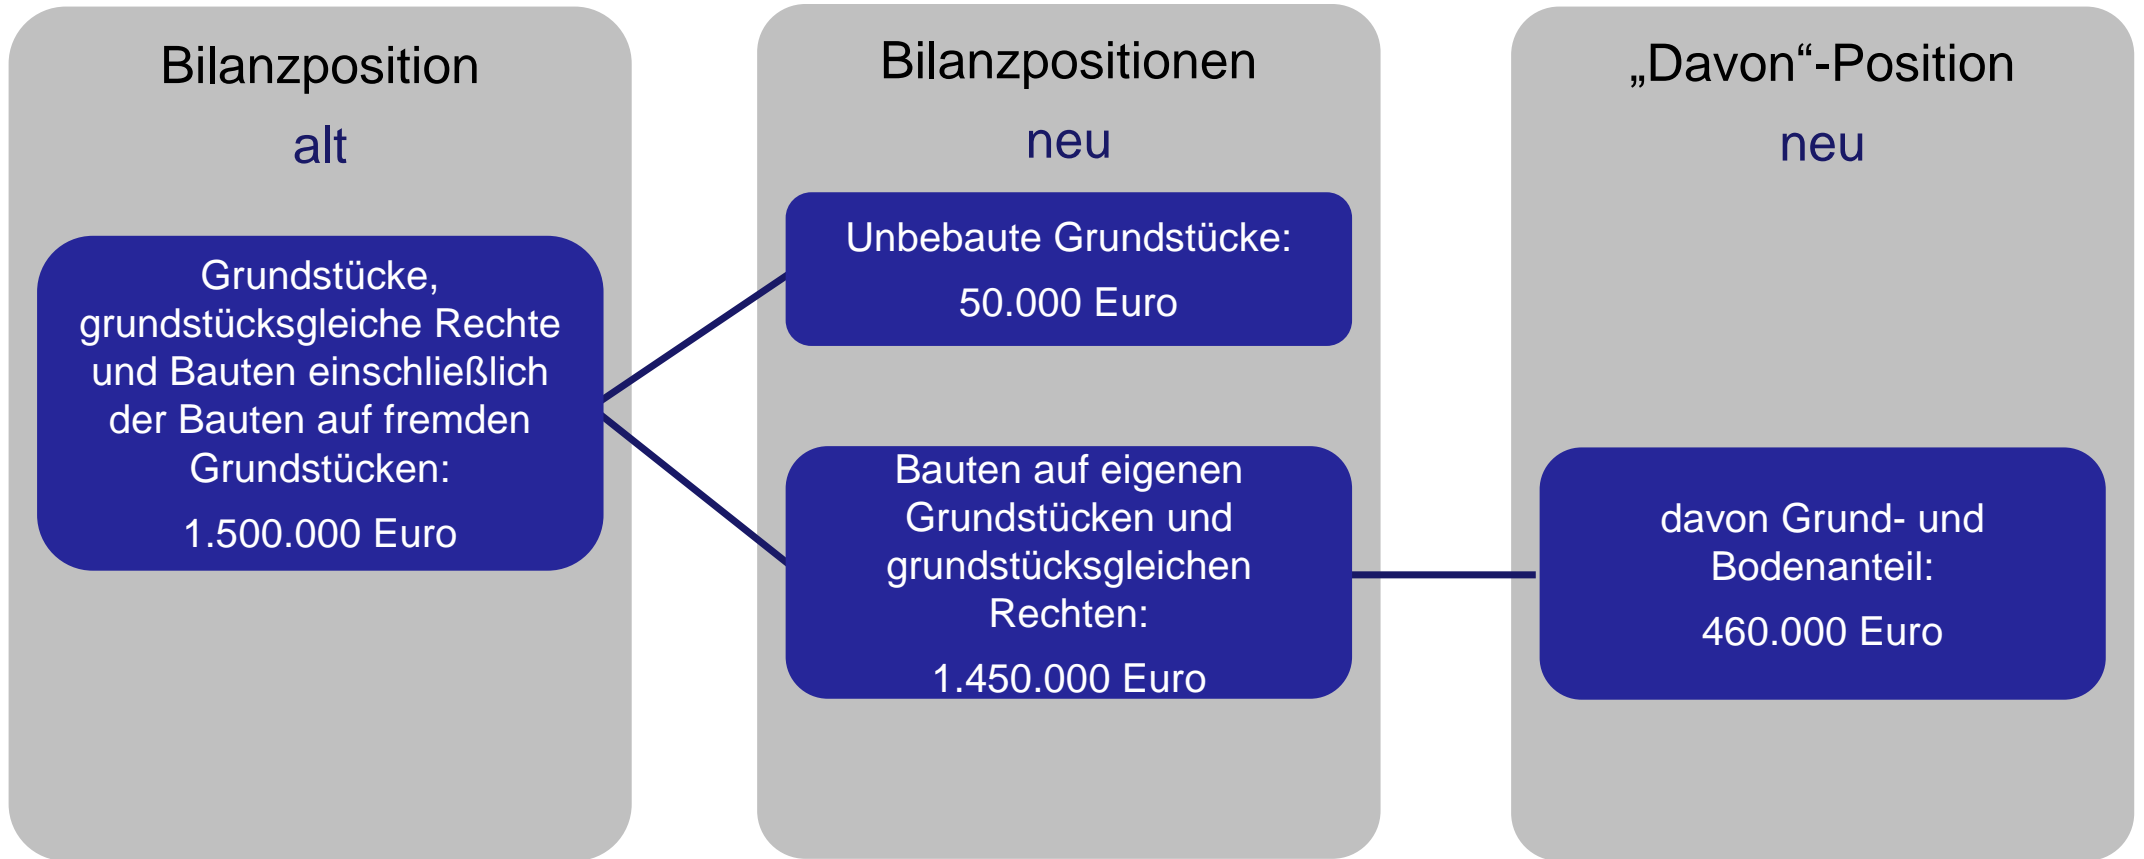 Bilanzposition
alt
Grundstücke,
grundstücksgleiche Rechte
und Bauten einschließlich
der Bauten auf fremden
Grundstücken:
1.500.000 Euro
Bilanzpositionen
neu
Unbebaute Grundstücke:
50.000 Euro
Bauten auf eigenen
Grundstücken und
grundstücksgleichen
Rechten:
1.450.000 Euro
„Davon“-Position
neu
davon Grund- und
Bodenanteil:
460.000 Euro